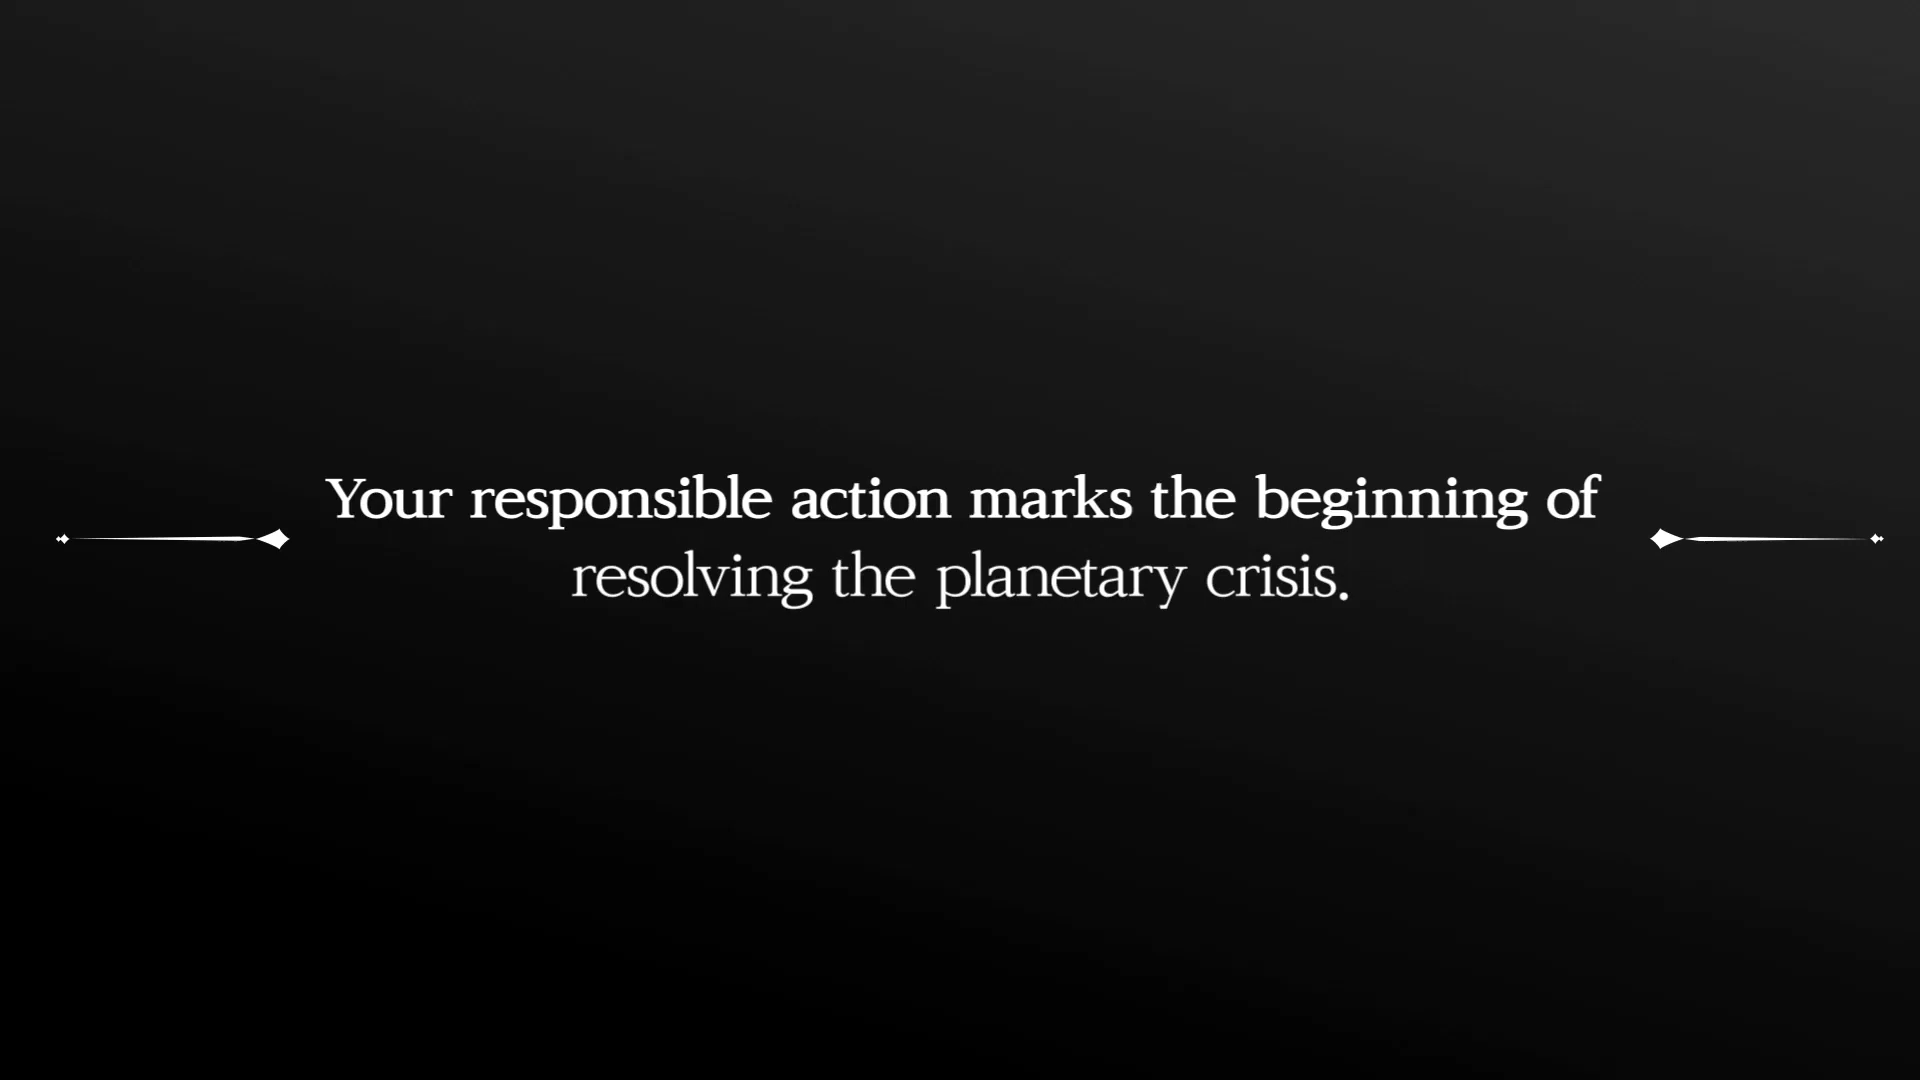 Your responsible action marks the beginning of
resolving the planetary crisis.